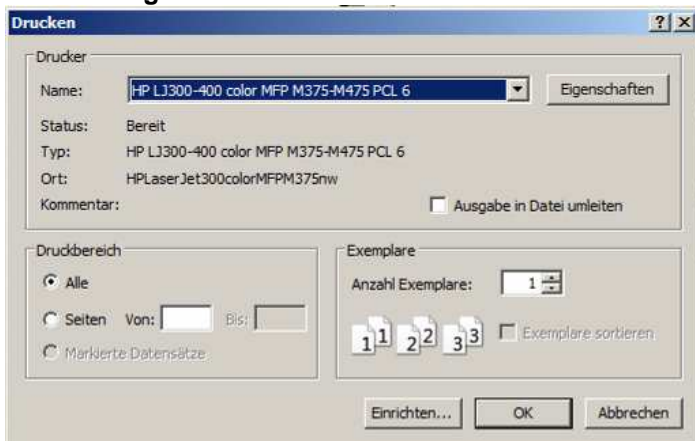 Drucken
Drucker
Name: HP LJ300-400 color MFP M375-M475 PCL 6 Eigenschaften
Status: Bereit
Typ: HP LJ300-400 color MFP M375-M475 PCL 6
Ort: HPLaserJet300colorMFPM375nw
Kommentar: Ausgabe in Datei umleiten
Druckbereich Exemplare
Alle Anzahl Exemplare: 1
Seiten Von: Bis: 1 1 2 2 3 3 Exemplare sortieren
Markierte Datensätze
Einrichten... OK Abbrechen